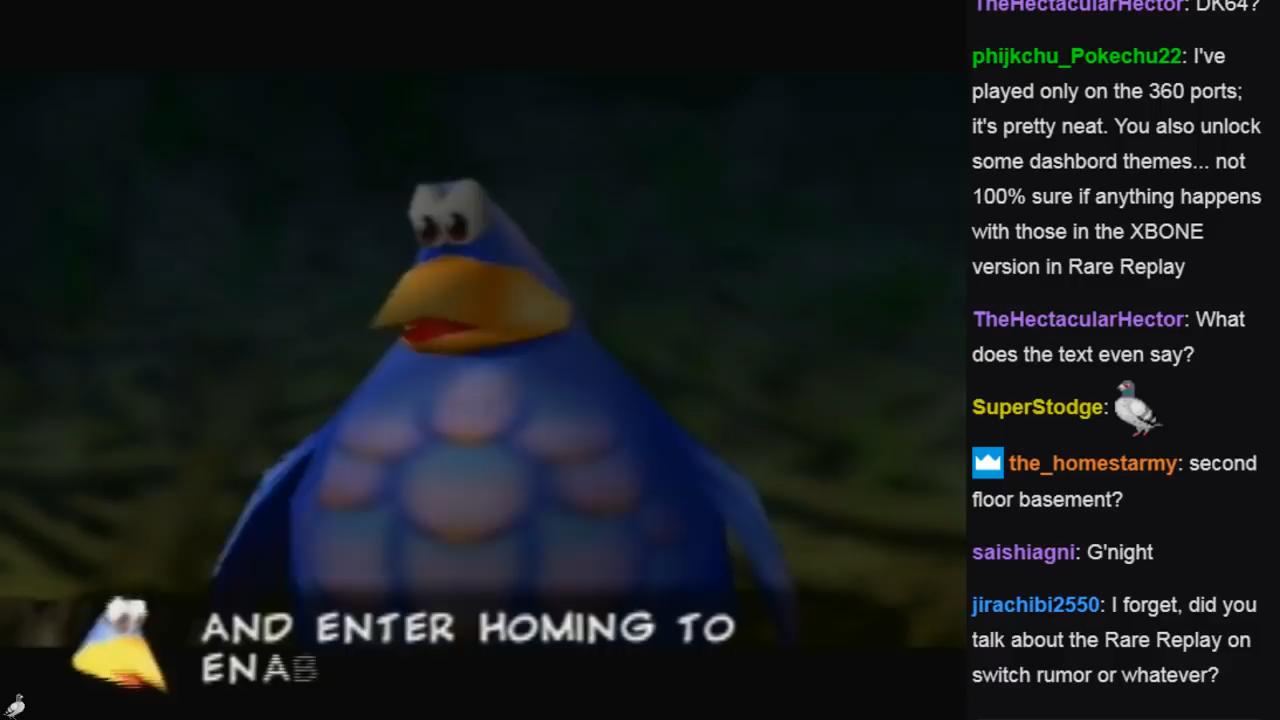 TheHectacularHector: DK64?
phijkchu_Pokechu22: I've
played only on the 360 ports;
it's pretty neat. You also unlock
some dashbord themes... not
100% sure if anything happens
with those in the XBONE
version in Rare Replay
TheHectacularHector: What
does the text even say?
SuperStodge:
the_homestarmy: second
floor basement?
saishiagni: G'night
jirachibi2550: I forget, did you
talk about the Rare Replay on
switch rumor or whatever?
AND ENTER HOMING TO
ENAB